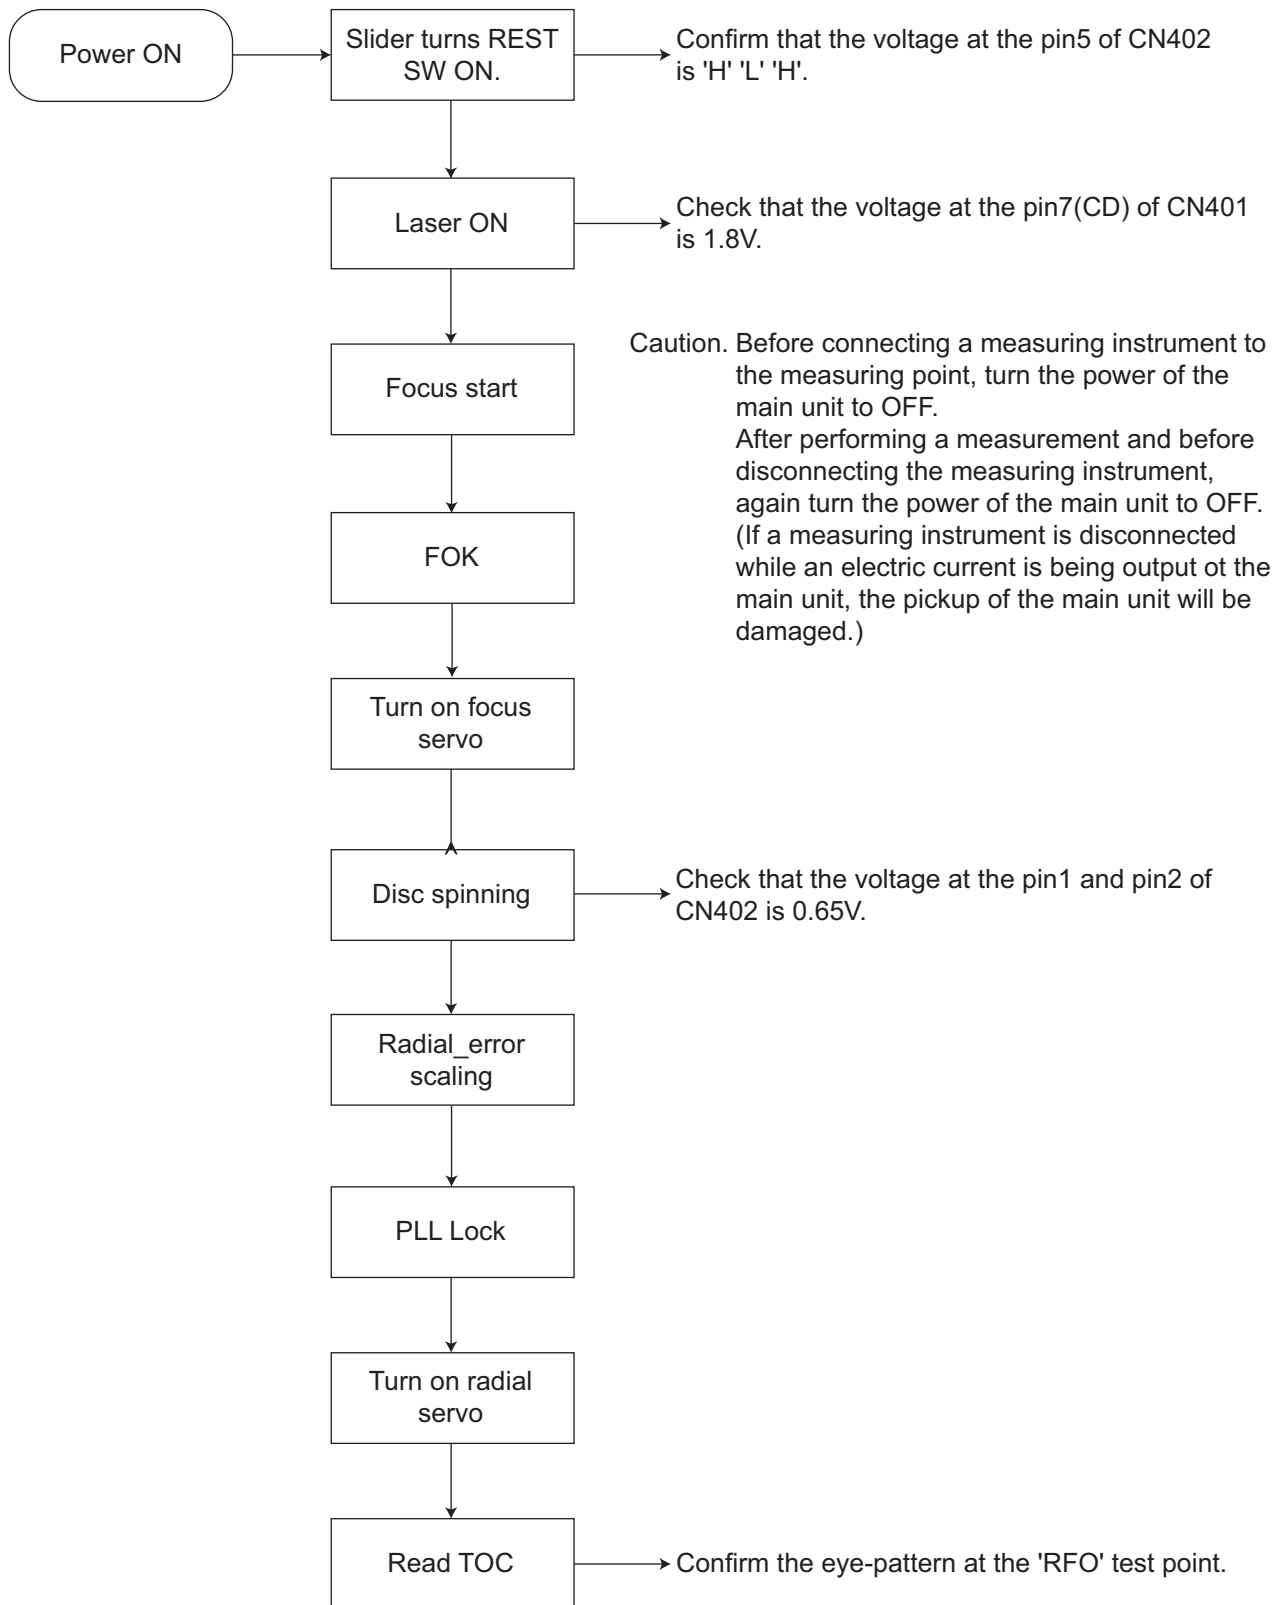 Power ON
Slider turns REST
SW ON.
Confirm that the voltage at the pin5 of CN402
is 'H' 'L' 'H'.
Laser ON
Check that the voltage at the pin7(CD) of CN401
is 1.8V.
Focus start
Caution. Before connecting a measuring instrument to
the measuring point, turn the power of the
main unit to OFF.
After performing a measurement and before
disconnecting the measuring instrument,
again turn the power of the main unit to OFF.
(If a measuring instrument is disconnected
while an electric current is being output ot the
main unit, the pickup of the main unit will be
damaged.)
FOK
Turn on focus
servo
Disc spinning
Check that the voltage at the pin1 and pin2 of
CN402 is 0.65V.
Radial_error
scaling
PLL Lock
Turn on radial
servo
Read TOC
Confirm the eye-pattern at the 'RFO' test point.